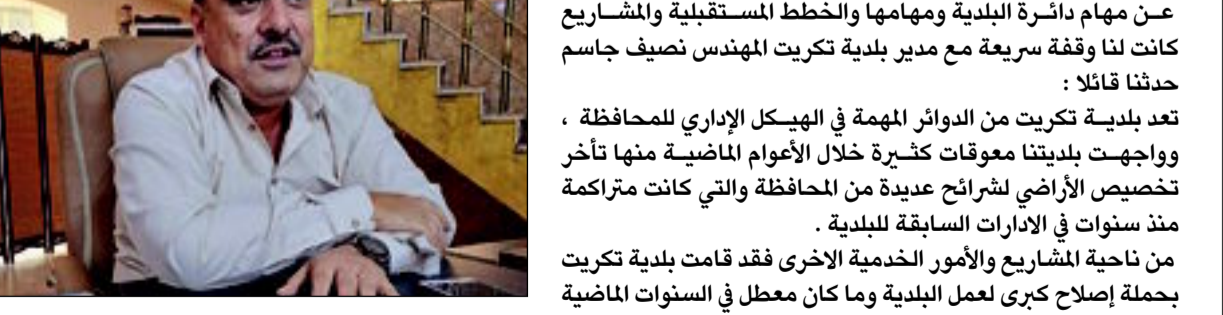 عن مهام دائرة البلدية ومهامها والخطط المستقبلية والمشاريع
كانت لنا وقفة سريعة مع مدير بلدية تكريت المهندس نصيف جاسم
حدثنا قائلا :
تعد بلدية تكريت من الدوائر المهمة في الهيكل الإداري للمحافظة ،
وواجهت بلديتنا معوقات كثيرة خلال الأعوام الماضية منها تأخر
تخصيص الأراضي لشرائح عديدة من المحافظة والتي كانت متراكمة
منذ سنوات في الادارات السابقة للبلدية .
من ناحية المشاريع والأمور الخدمية الاخرى فقد قامت بلدية تكريت
بحملة إصلاح كبرى لعمل البلدية وما كان معطل في السنوات الماضية